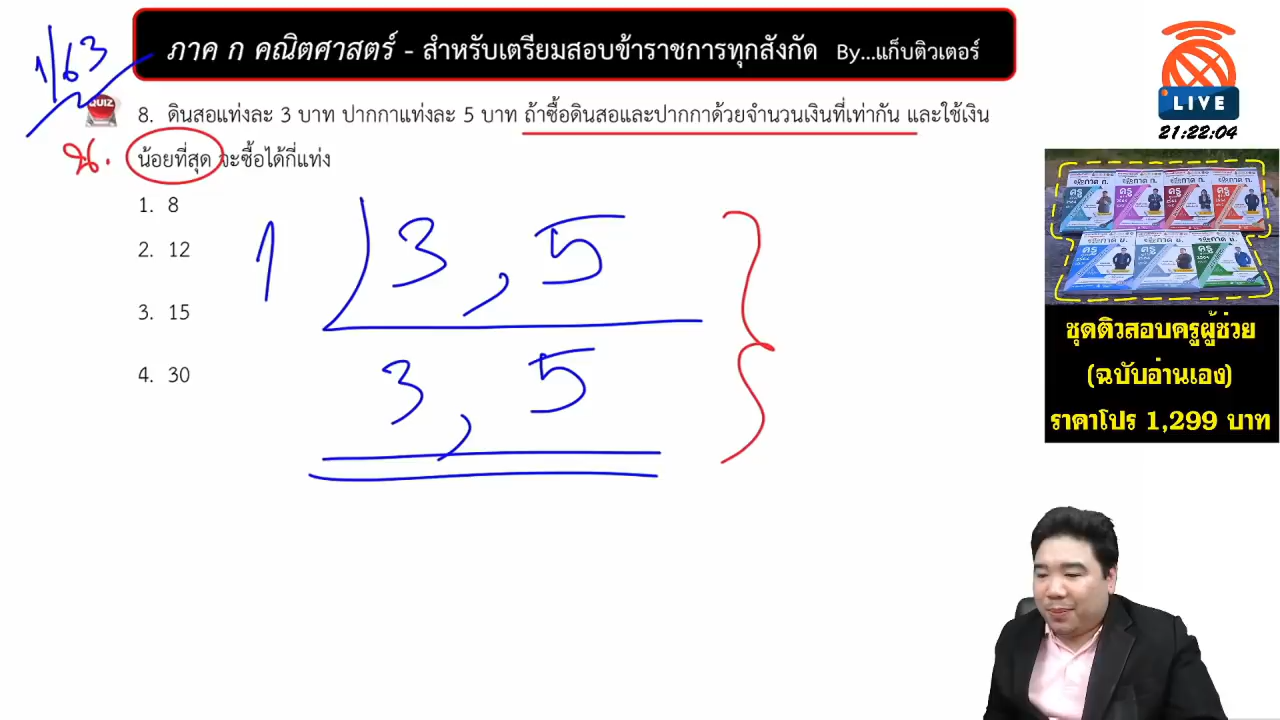 ภาค ก คณิตศาสตร์ - สำหรับเตรียมสอบข้าราชการทุกสังกัด By...แก็บติวเตอร์
1/63
QUIZ
8. ดินสอแท่งละ 3 บาท ปากกาแท่งละ 5 บาท ถ้าซื้อดินสอและปากกาด้วยจำนวนเงินที่เท่ากัน และใช้เงิน
น้อยที่สุด จะซื้อได้กี่แท่ง
1. 8
2. 12
3. 15
4. 30
1 ) 3 , 5
3 , 5
LIVE
21:22:04
ชุดติวสอบครูผู้ช่วย
(ฉบับอ่านเอง)
ราคาโปร 1,299 บาท